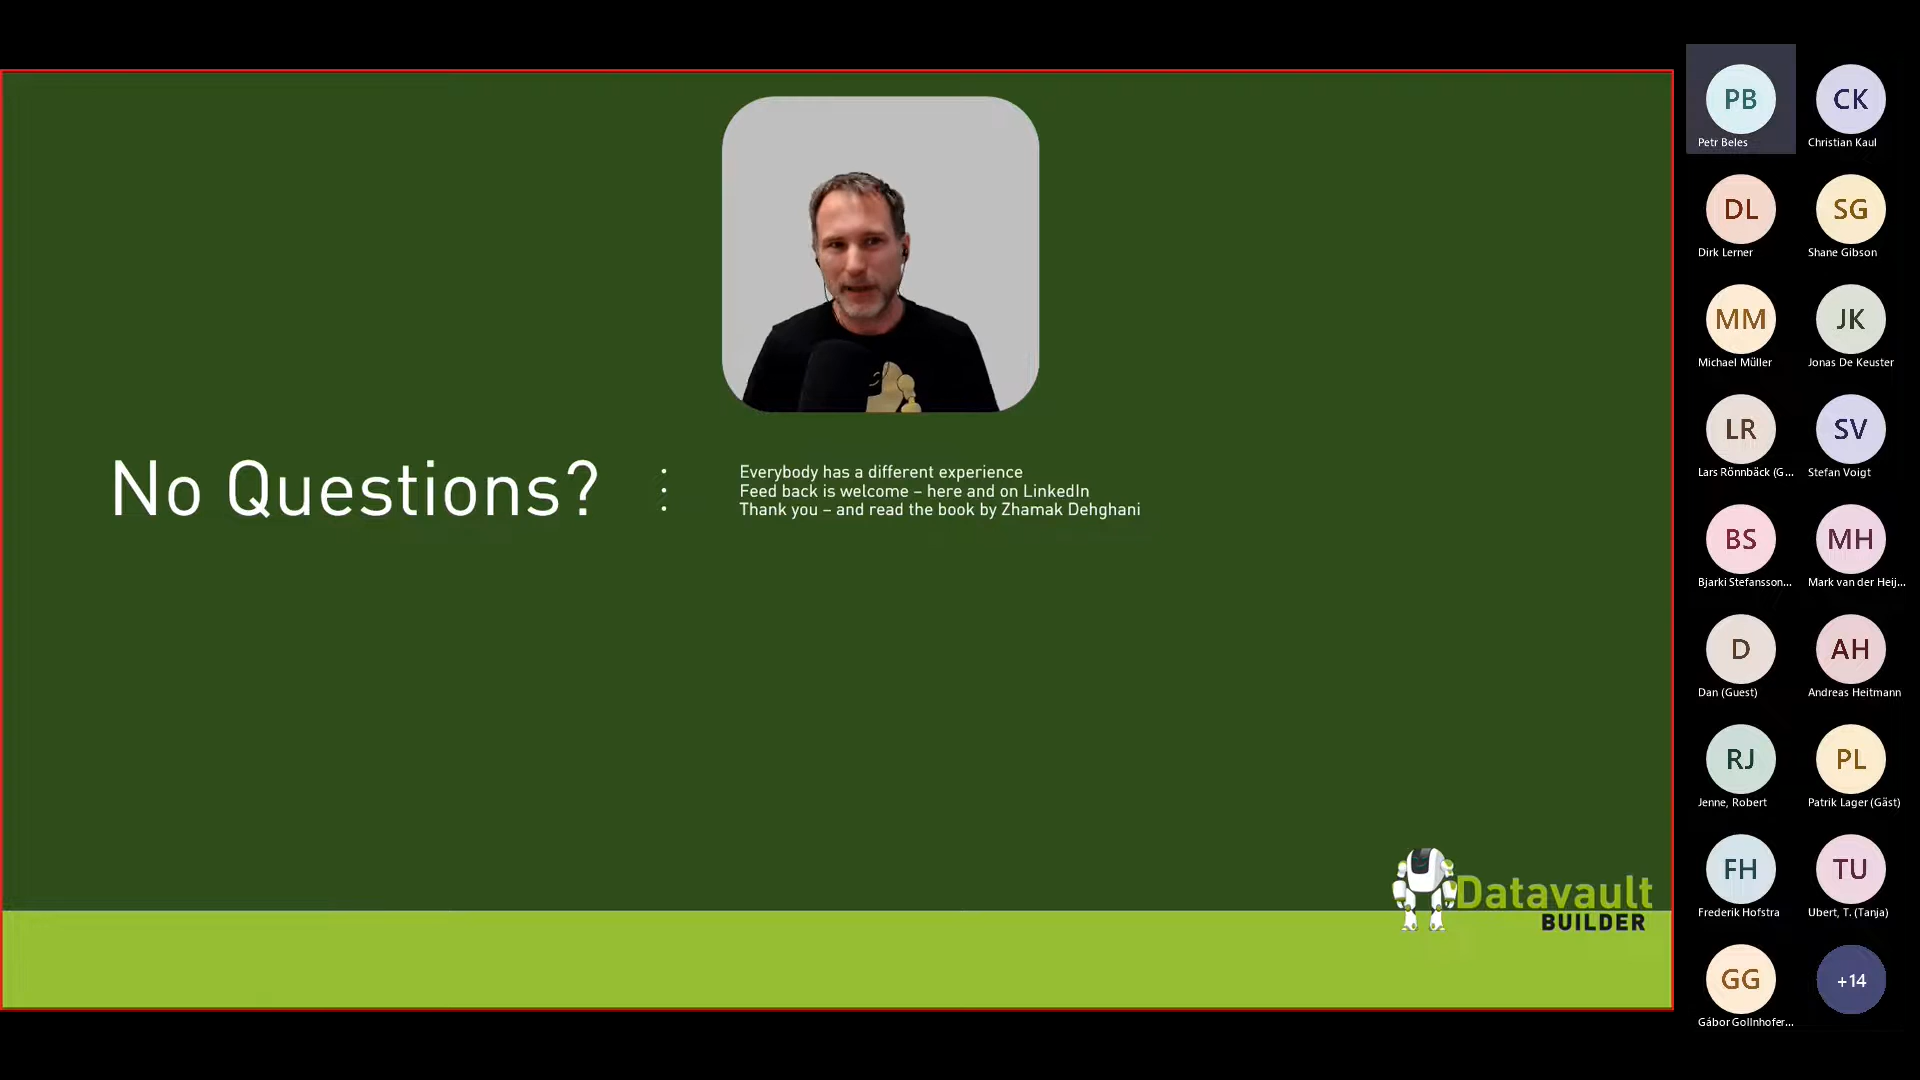 No Questions?
Everybody has a different experience
Feed back is welcome – here and on LinkedIn
Thank you – and read the book by Zhamak Dehghani
Datavault
BUILDER
PB
Petr Beles
CK
Christian Kaul
DL
Dirk Lerner
SG
Shane Gibson
MM
Michael Müller
JK
Jonas De Keuster
LR
Lars Rönnbäck (G...
SV
Stefan Voigt
BS
Bjarki Stefansson...
MH
Mark van der Heij...
D
Dan (Guest)
AH
Andreas Heitmann
RJ
Jenne, Robert
PL
Patrik Lager (Gäst)
FH
Frederik Hofstra
TU
Ubert, T. (Tanja)
GG
Gábor Gollnhofer...
+14